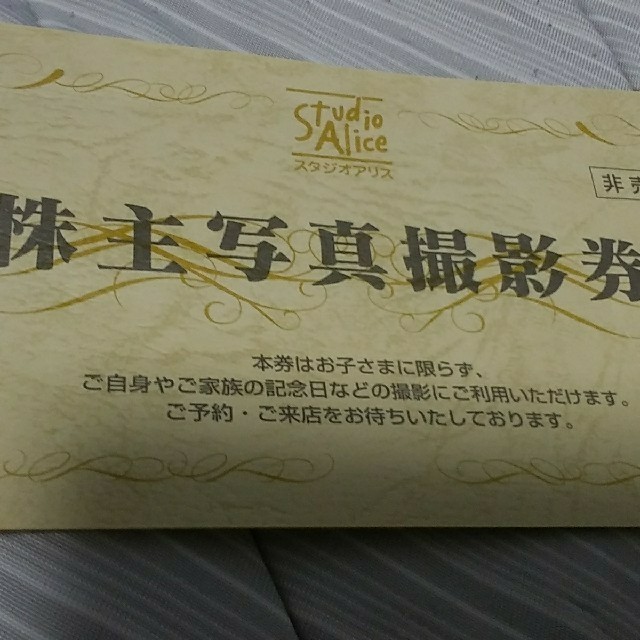 Studio
Alice
スタジオアリス
非売
株主写真撮影券
本券はお子さまに限らず、
ご自身やご家族の記念日などの撮影にご利用いただけます。
ご予約・ご来店をお待ちいたしております。